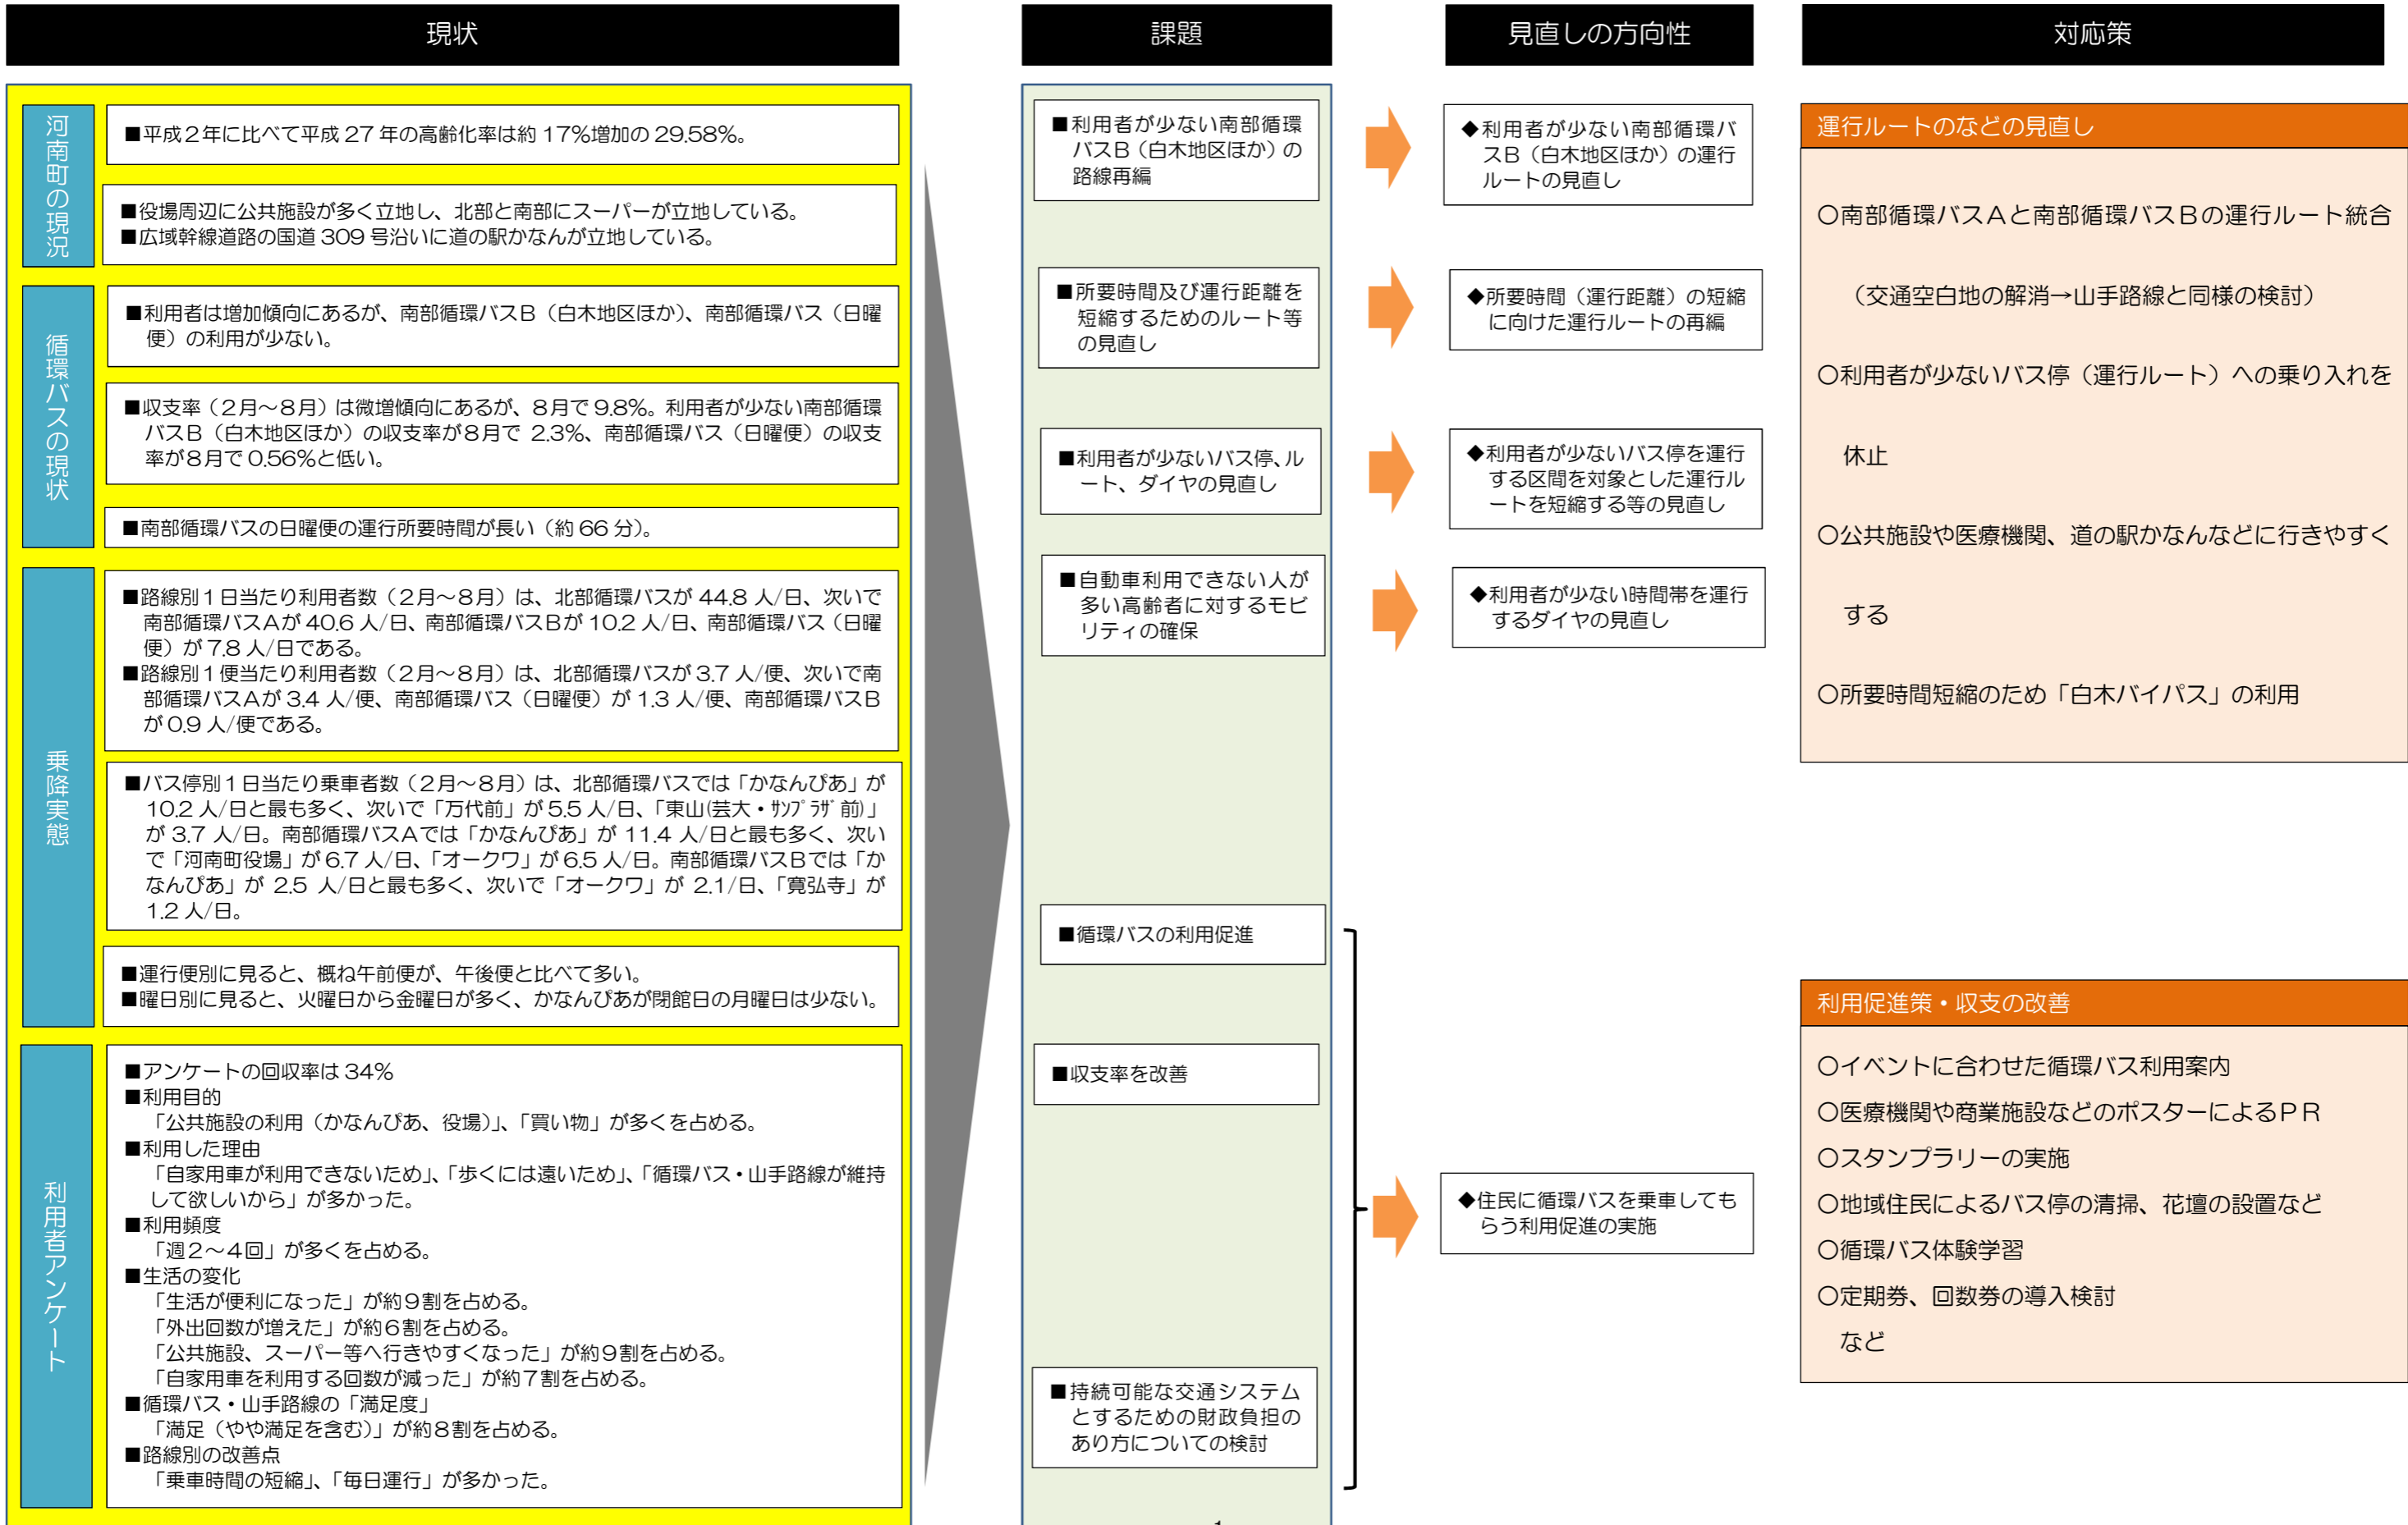 現状
河南町の現況
■平成２年に比べて平成 27 年の高齢化率は約 17%増加の 29.58%。
■役場周辺に公共施設が多く立地し、北部と南部にスーパーが立地している。
■広域幹線道路の国道 309 号沿いに道の駅かなんが立地している。
循環バスの現状
■利用者は増加傾向にあるが、南部循環バスＢ（白木地区ほか）、南部循環バス（日曜
便）の利用が少ない。
■収支率（２月～８月）は微増傾向にあるが、８月で 9.8%。利用者が少ない南部循環
バスＢ（白木地区ほか）の収支率が８月で 2.3%、南部循環バス（日曜便）の収支
率が８月で 0.56%と低い。
■南部循環バスの日曜便の運行所要時間が長い（約 66 分）。
乗降実態
■路線別１日当たり利用者数（２月～８月）は、北部循環バスが 44.8 人/日、次いで
南部循環バスＡが 40.6 人/日、南部循環バスＢが 10.2 人/日、南部循環バス（日曜
便）が 7.8 人/日である。
■路線別１便当たり利用者数（２月～８月）は、北部循環バスが 3.7 人/便、次いで南
部循環バスＡが 3.4 人/便、南部循環バス（日曜便）が 1.3 人/便、南部循環バスＢ
が 0.9 人/便である。
■バス停別１日当たり乗車者数（２月～８月）は、北部循環バスでは「かなんぴあ」が
10.2 人/日と最も多く、次いで「万代前」が 5.5 人/日、「東山(芸大・ｻﾝﾌﾟﾗｻﾞ前)」
が 3.7 人/日。南部循環バスＡでは「かなんぴあ」が 11.4 人/日と最も多く、次い
で「河南町役場」が 6.7 人/日、「オークワ」が 6.5 人/日。南部循環バスＢでは「か
なんぴあ」が 2.5 人/日と最も多く、次いで「オークワ」が 2.1/日、「寛弘寺」が
1.2 人/日。
■運行便別に見ると、概ね午前便が、午後便と比べて多い。
■曜日別に見ると、火曜日から金曜日が多く、かなんぴあが閉館日の月曜日は少ない。
利用者アンケート
■アンケートの回収率は 34%
■利用目的
「公共施設の利用（かなんぴあ、役場）」、「買い物」が多くを占める。
■利用した理由
「自家用車が利用できないため」、「歩くには遠いため」、「循環バス・山手路線が維持
して欲しいから」が多かった。
■利用頻度
「週２～４回」が多くを占める。
■生活の変化
「生活が便利になった」が約９割を占める。
「外出回数が増えた」が約６割を占める。
「公共施設、スーパー等へ行きやすくなった」が約９割を占める。
「自家用車を利用する回数が減った」が約７割を占める。
■循環バス・山手路線の「満足度」
「満足（やや満足を含む）」が約８割を占める。
■路線別の改善点
「乗車時間の短縮」、「毎日運行」が多かった。
課題
■利用者が少ない南部循環
バスＢ（白木地区ほか）の
路線再編
■所要時間及び運行距離を
短縮するためのルート等
の見直し
■利用者が少ないバス停、ル
ート、ダイヤの見直し
■自動車利用できない人が
多い高齢者に対するモビ
リティの確保
■循環バスの利用促進
■収支率を改善
■持続可能な交通システム
とするための財政負担の
あり方についての検討
見直しの方向性
◆利用者が少ない南部循環バ
スＢ（白木地区ほか）の運行
ルートの見直し
◆所要時間（運行距離）の短縮
に向けた運行ルートの再編
◆利用者が少ないバス停を運行
する区間を対象とした運行ル
ートを短縮する等の見直し
◆利用者が少ない時間帯を運行
するダイヤの見直し
◆住民に循環バスを乗車しても
らう利用促進の実施
対応策
運行ルートのなどの見直し
○南部循環バスＡと南部循環バスＢの運行ルート統合
（交通空白地の解消→山手路線と同様の検討）
○利用者が少ないバス停（運行ルート）への乗り入れを
休止
○公共施設や医療機関、道の駅かなんなどに行きやすく
する
○所要時間短縮のため「白木バイパス」の利用
利用促進策・収支の改善
○イベントに合わせた循環バス利用案内
○医療機関や商業施設などのポスターによるＰＲ
○スタンプラリーの実施
○地域住民によるバス停の清掃、花壇の設置など
○循環バス体験学習
○定期券、回数券の導入検討
など